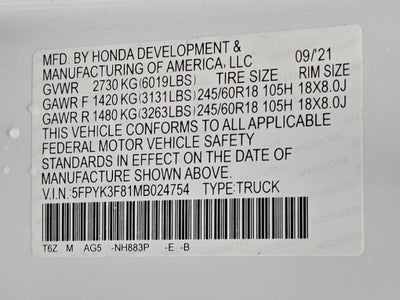 MFD. BY HONDA DEVELOPMENT &
MANUFACTURING OF AMERICA, LLC 09/'21
GVWR 2730 KG(6019LBS) TIRE SIZE RIM SIZE
GAWR F 1420 KG(3131LBS) 245/60R18 105H 18X8.0J
GAWR R 1480 KG(3263LBS) 245/60R18 105H 18X8.0J
THIS VEHICLE CONFORMS TO ALL APPLICABLE
FEDERAL MOTOR VEHICLE SAFETY
STANDARDS IN EFFECT ON THE DATE OF
MANUFACTURE SHOWN ABOVE.
V.I.N.:5FPYK3F81MB024754 TYPE:TRUCK
T6Z M AG5 -NH883P -E -B